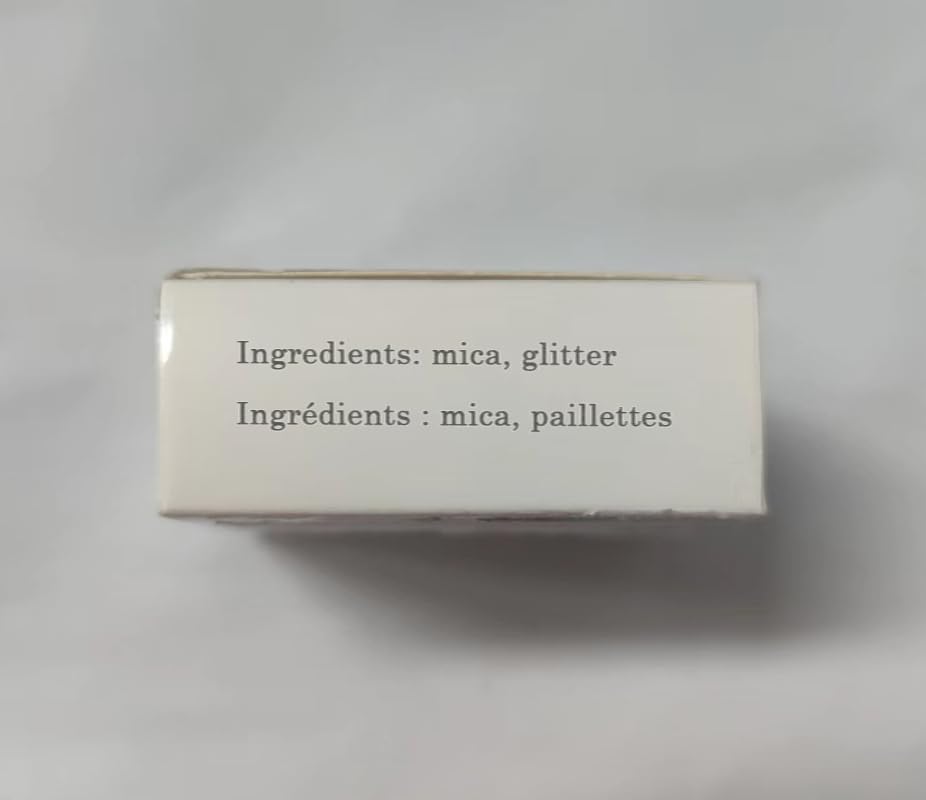 Ingredients: mica, glitter
Ingrédients : mica, paillettes